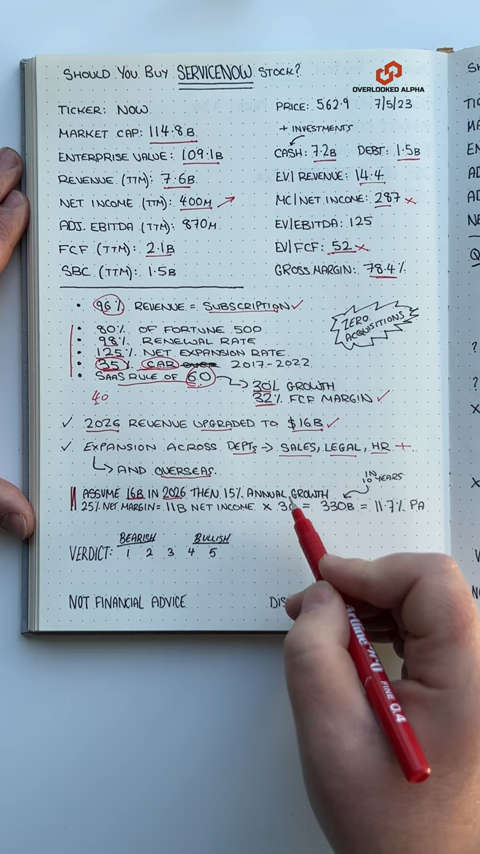 SHOULD YOU BUY SERVICENOW STOCK?
OVERLOOKED ALPHA
TICKER: NOW
PRICE: 562.9 7/5/23
MARKET CAP: 114.8B
+ INVESTMENTS
ENTERPRISE VALUE: 109.1B
CASH: 7.2B DEBT: 1.5B
REVENUE (TTM): 7.6B
EV/REVENUE: 14.4
NET INCOME (TTM): 400M
MC/NET INCOME: 287 x
ADJ. EBITDA (TTM): 870M
EV/EBITDA: 125
FCF (TTM): 2.1B
EV/FCF: 52 x
SBC (TTM): 1.5B
GROSS MARGIN: 78.4%
• 96% REVENUE = SUBSCRIPTION ✓
ZERO ACQUISITIONS
• 80% OF FORTUNE 500
• 98% RENEWAL RATE
• 125% NET EXPANSION RATE
• 35% CAR OVER 2017-2022
• SAAS RULE OF 60
30% GROWTH
40
32% FCF MARGIN ✓
✓ 2026 REVENUE UPGRADED TO $16B ✓
✓ EXPANSION ACROSS DEPTS → SALES, LEGAL, HR +
AND OVERSEAS
IN 10 YEARS
ASSUME 16B IN 2026 THEN 15% ANNUAL GROWTH
25% NET MARGIN = 11B NET INCOME x 30 = 330B = 11.7% PA
BEARISH BULLISH
VERDICT: 1 2 3 4 5
NOT FINANCIAL ADVICE
Artline
FINE 0.4